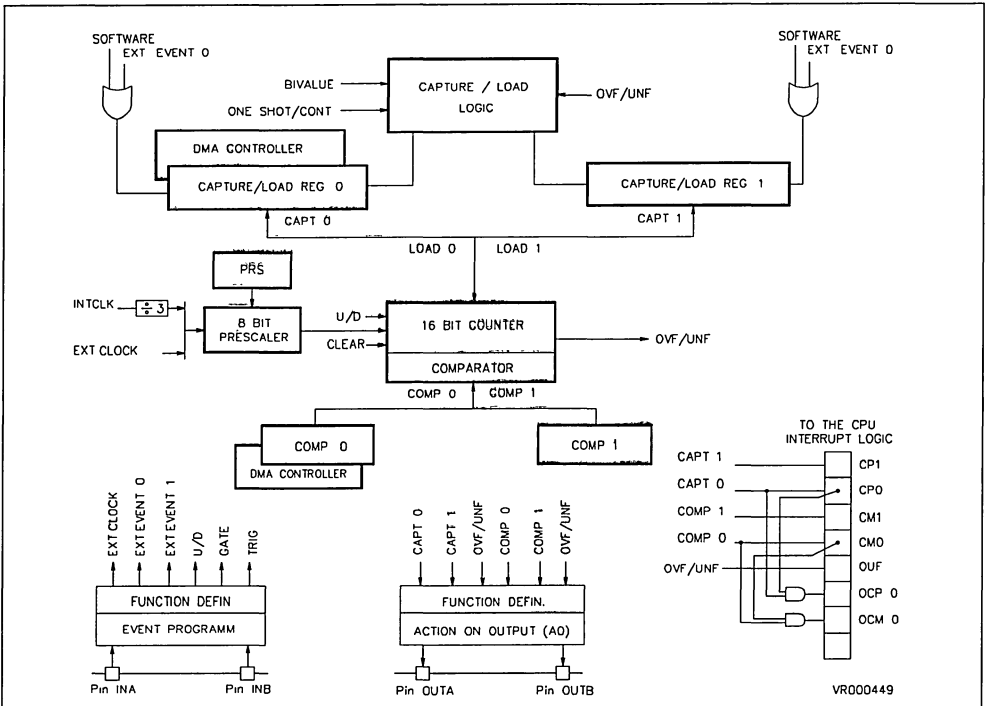 SOFTWARE
EXT EVENT 0
SOFTWARE
EXT EVENT 0
BIVALUE
ONE SHOT/CONT
CAPTURE / LOAD
LOGIC
OVF/UNF
DMA CONTROLLER
CAPTURE/LOAD REG 0
CAPTURE/LOAD REG 1
CAPT 0
CAPT 1
LOAD 0
LOAD 1
PRS
INTCLK
÷ 3
8 BIT
PRESCALER
EXT CLOCK
U/D
CLEAR
16 BIT COUNTER
COMPARATOR
OVF/UNF
COMP 0
COMP 1
COMP 0
DMA CONTROLLER
COMP 1
TO THE CPU
INTERRUPT LOGIC
CAPT 1
CP1
CAPT 0
CP0
COMP 1
CM1
COMP 0
CM0
OVF/UNF
OUF
OCP 0
OCM 0
EXT CLOCK
EXT EVENT 0
EXT EVENT 1
U/D
GATE
TRIG
FUNCTION DEFIN
EVENT PROGRAMM
Pin INA
Pin INB
CAPT 0
CAPT 1
OVF/UNF
COMP 0
COMP 1
OVF/UNF
FUNCTION DEFIN.
ACTION ON OUTPUT (AO)
Pin OUTA
Pin OUTB
VR000449